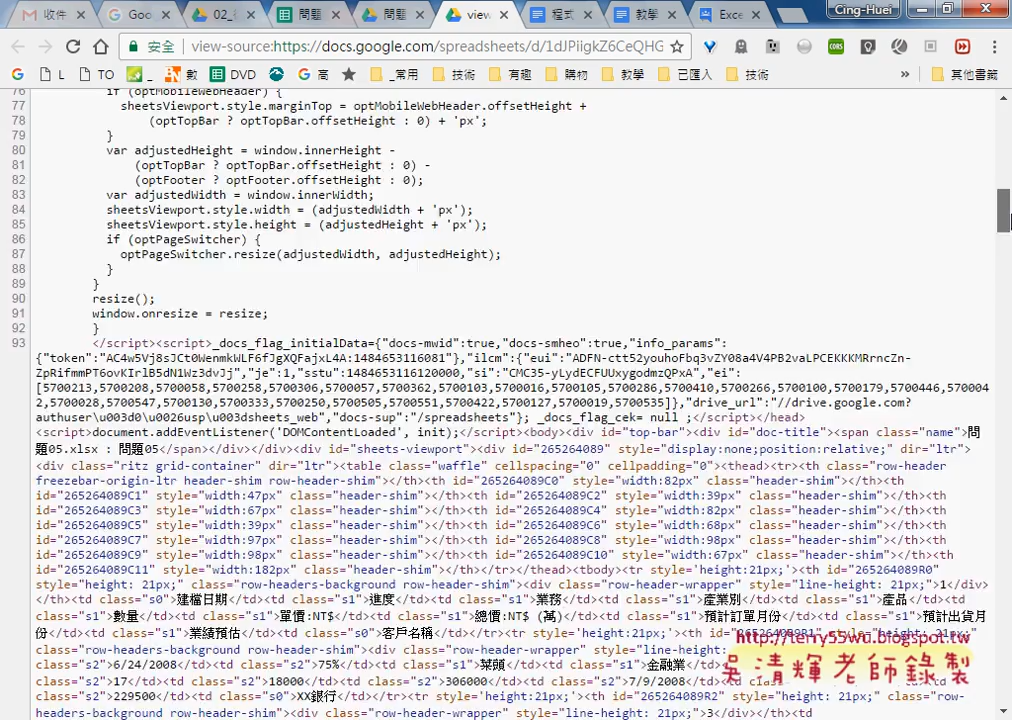 Cing-Huei
收件
Goo
02_
問題
問題
view
程式
教學
Exce
安全 view-source:https://docs.google.com/spreadsheets/d/1dJPiigkZ6CeQHG
L TO 數 DVD 高 _常用 技術 有趣 購物 教學 已匯入 技術 » 其他書籤
76 if (optMobileWebHeader) {
77 sheetsViewport.style.marginTop = optMobileWebHeader.offsetHeight +
78 (optTopBar ? optTopBar.offsetHeight : 0) + 'px';
79 }
80 var adjustedHeight = window.innerHeight -
81 (optTopBar ? optTopBar.offsetHeight : 0) -
82 (optFooter ? optFooter.offsetHeight : 0);
83 var adjustedWidth = window.innerWidth;
84 sheetsViewport.style.width = (adjustedWidth + 'px');
85 sheetsViewport.style.height = (adjustedHeight + 'px');
86 if (optPageSwitcher) {
87 optPageSwitcher.resize(adjustedWidth, adjustedHeight);
88 }
89 }
90 resize();
91 window.onresize = resize;
92 }
93 </script><script>_docs_flag_initialData={"docs-mwid":true,"docs-smheo":true,"info_params":
{"token":"AC4w5Vj8sJCt0WenmkWLF6fJgXQFajxL4A:1484653116081"},"ilcm":{"eui":"ADFN-ctt52youhoFbq3vZY08a4V4PB2vaLPCEKKKMRrncZn-
ZpRifmmPT6ovKIrlB5dN1Wz3dvJj","je":1,"sstu":1484653116120000,"si":"CMC35-yLydECFUUxygodmzQPxA","ei":
[5700213,5700208,5700058,5700258,5700306,5700057,5700362,5700103,5700016,5700286,5700410,5700266,5700100,5700179,5700446,570004
2,5700028,5700547,5700130,5700333,5700250,5700505,5700551,5700422,5700127,5700019,5700535]},"drive_url":"//drive.google.com?
authuser\u003d0\u0026usp\u003dsheets_web","docs-sup":"/spreadsheets"}; _docs_flag_cek= null ;</script></head>
<script>document.addEventListener('DOMContentLoaded', init);</script><body><div id="top-bar"><div id="doc-title"><span class="name">問
題05.xlsx : 問題05</span></div></div><div id="sheets-viewport"><div id="265264089" style="display:none;position:relative;" dir="ltr">
<div class="ritz grid-container" dir="ltr"><table class="waffle" cellspacing="0" cellpadding="0"><thead><tr><th class="row-header
freezebar-origin-ltr header-shim row-header-shim"></th><th id="265264089C0" style="width:82px" class="header-shim"></th><th
id="265264089C1" style="width:47px" class="header-shim"></th><th id="265264089C2" style="width:39px" class="header-shim"></th><th
id="265264089C3" style="width:67px" class="header-shim"></th><th id="265264089C4" style="width:82px" class="header-shim"></th><th
id="265264089C5" style="width:39px" class="header-shim"></th><th id="265264089C6" style="width:68px" class="header-shim"></th><th
id="265264089C7" style="width:97px" class="header-shim"></th><th id="265264089C8" style="width:98px" class="header-shim"></th><th
id="265264089C9" style="width:98px" class="header-shim"></th><th id="265264089C10" style="width:67px" class="header-shim"></th><th
id="265264089C11" style="width:182px" class="header-shim"></th></tr></thead><tbody><tr style='height:21px;'><th id="265264089R0"
style="height: 21px;" class="row-headers-background row-header-shim"><div class="row-header-wrapper" style="line-height: 21px;">1</div>
</th><td class="s0">建檔日期</td><td class="s1">進度</td><td class="s1">業務</td><td class="s1">產業別</td><td class="s1">產品</td><td
class="s1">數量</td><td class="s1">單價:NT$</td><td class="s1">總價:NT$ (萬)</td><td class="s1">預計訂單月份</td><td class="s1">預計出貨月
份</td><td class="s1">業績預估</td><td class="s0">客戶名稱</td></tr><tr style='height:21px;'><th id="265264089R1" style="height: 21px;"
class="row-headers-background row-header-shim"><div class="row-header-wrapper" style="line-height: 21px;">
class="s2">6/24/2008</td><td class="s2">75%</td><td class="s1">葉頭</td><td class="s1">金融業</td><td
class="s2">17</td><td class="s2">18000</td><td class="s2">306000</td><td class="s2">7/9/2008</td><td
class="s2">229500</td><td class="s0">XX銀行</td></tr><tr style='height:21px;'><th id="265264089R2" style="height: 21px;" class="row-
headers-background row-header-shim"><div class="row-header-wrapper" style="line-height: 21px;">3</div></th><td
http://terry55wu.blogspot.tw
吳清輝老師錄製